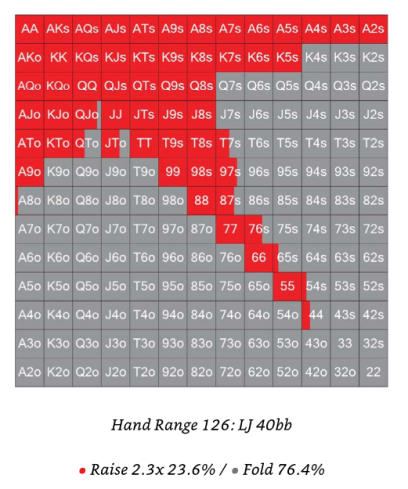 AA AKs AQs AJs ATs A9s A8s A7s A6s A5s A4s A3s A2s
AKo KK KQs KJs KTs K9s K8s K7s K6s K5s K4s K3s K2s
AQo KQo QQ QJs QTs Q9s Q8s Q7s Q6s Q5s Q4s Q3s Q2s
AJo KJo QJo JJ JTs J9s J8s J7s J6s J5s J4s J3s J2s
ATo KTo QTo JTo TT T9s T8s T7s T6s T5s T4s T3s T2s
A9o K9o Q9o J9o T9o 99 98s 97s 96s 95s 94s 93s 92s
A8o K8o Q8o J8o T8o 98o 88 87s 86s 85s 84s 83s 82s
A7o K7o Q7o J7o T7o 97o 87o 77 76s 75s 74s 73s 72s
A6o K6o Q6o J6o T6o 96o 86o 76o 66 65s 64s 63s 62s
A5o K5o Q5o J5o T5o 95o 85o 75o 65o 55 54s 53s 52s
A4o K4o Q4o J4o T4o 94o 84o 74o 64o 54o 44 43s 42s
A3o K3o Q3o J3o T3o 93o 83o 73o 63o 53o 43o 33 32s
A2o K2o Q2o J2o T2o 92o 82o 72o 62o 52o 42o 32o 22
Hand Range 126: LJ 40bb
• Raise 2.3x 23.6% / • Fold 76.4%